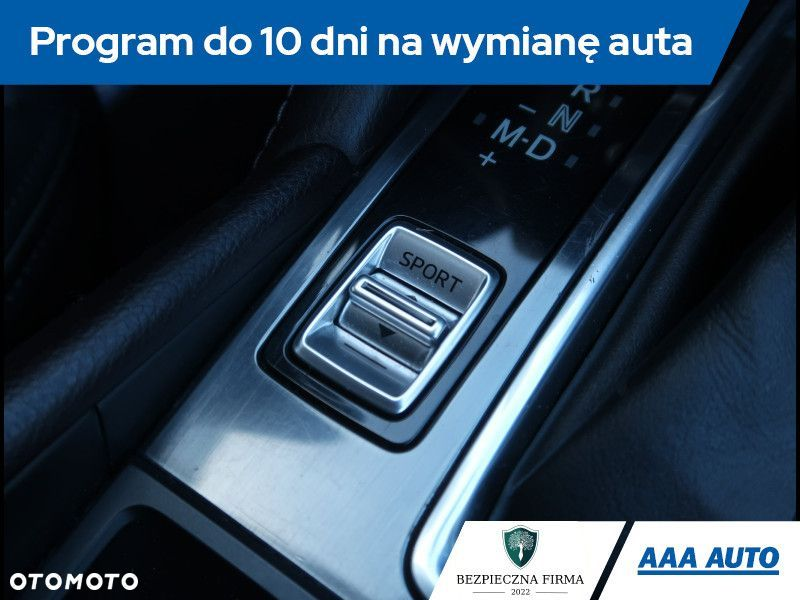 Program do 10 dni na wymianę auta
R
– N
M-D
+
SPORT
OTOMOTO
BEZPIECZNA FIRMA
2022
AAA AUTO